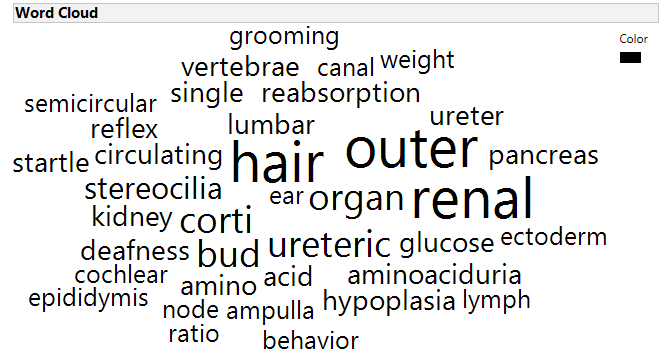 Word Cloud
grooming
Color
vertebrae canal weight
single reabsorption
semicircular
reflex lumbar ureter
startle circulating hair outer pancreas
stereocilia ear organ renal
kidney corti
deafness bud ureteric glucose ectoderm
cochlear amino acid aminoaciduria
epididymis node ampulla hypoplasia lymph
ratio behavior